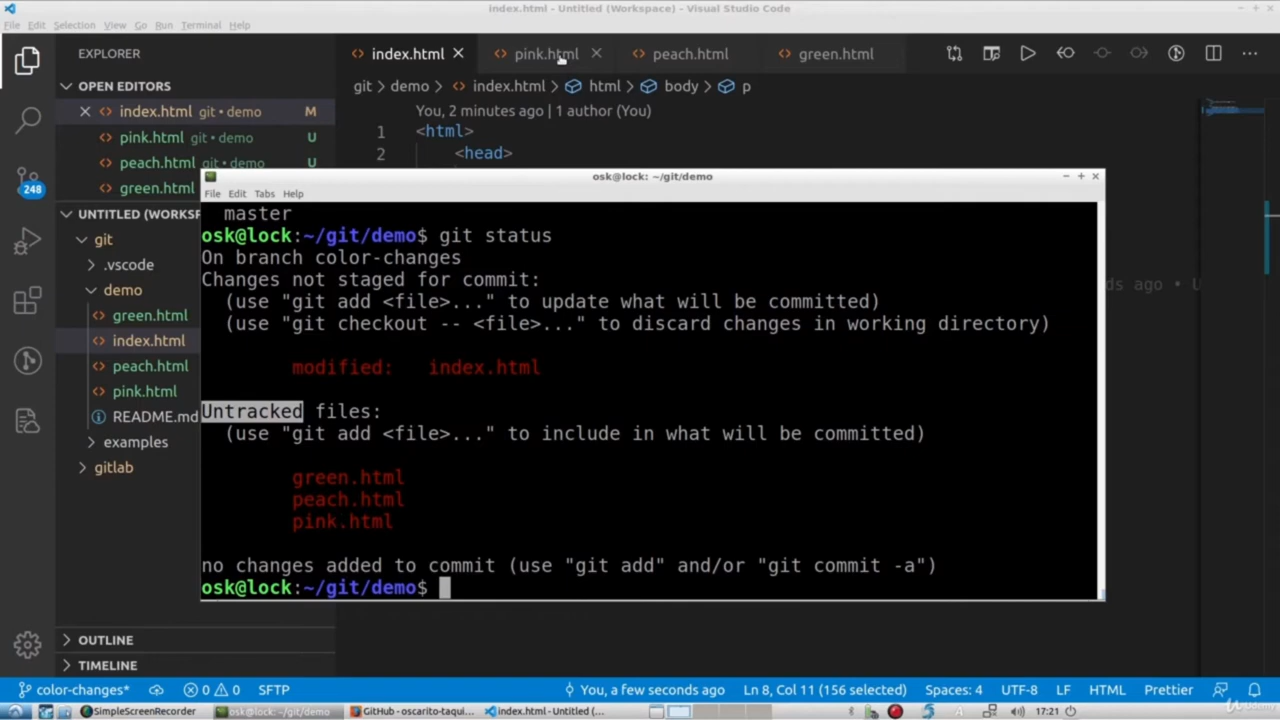 index.html - Untitled (Workspace) - Visual Studio Code
File Edit Selection View Go Run Terminal Help
EXPLORER
index.html
pink.html
peach.html
green.html
OPEN EDITORS
git > demo > index.html > html > body > p
index.html git • demo M
pink.html git • demo U
peach.html git • demo
green.html
You, 2 minutes ago | 1 author (You)
1 <html>
2 <head>
248
UNTITLED (WORKSP
git
.vscode
demo
green.html
index.html
peach.html
pink.html
README.md
examples
gitlab
OUTLINE
TIMELINE
ds ago • U
osk@lock: ~/git/demo
File Edit Tabs Help
master
osk@lock:~/git/demo$ git status
On branch color-changes
Changes not staged for commit:
(use "git add <file>..." to update what will be committed)
(use "git checkout -- <file>..." to discard changes in working directory)
modified: index.html
Untracked files:
(use "git add <file>..." to include in what will be committed)
green.html
peach.html
pink.html
no changes added to commit (use "git add" and/or "git commit -a")
osk@lock:~/git/demo$
color-changes* 0 0 SFTP You, a few seconds ago Ln 8, Col 11 (156 selected) Spaces: 4 UTF-8 LF HTML Prettier
SimpleScreenRecorder osk@lock: ~/git/demo GitHub - oscarito-taqui... index.html - Untitled (... 17:21
Udemy